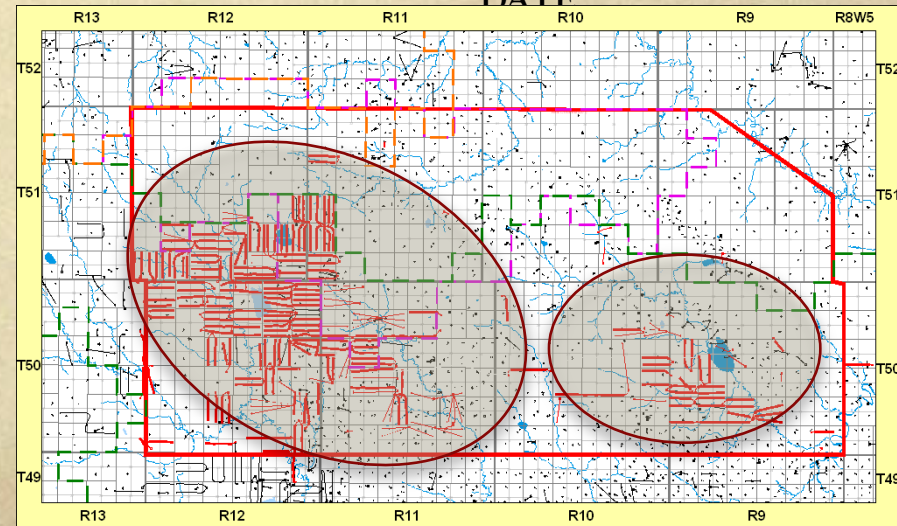 DATE
R13 R12 R11 R10 R9 R8W5
T52 T52
T51 T51
T50 T50
T49 T49
R13 R12 R11 R10 R9